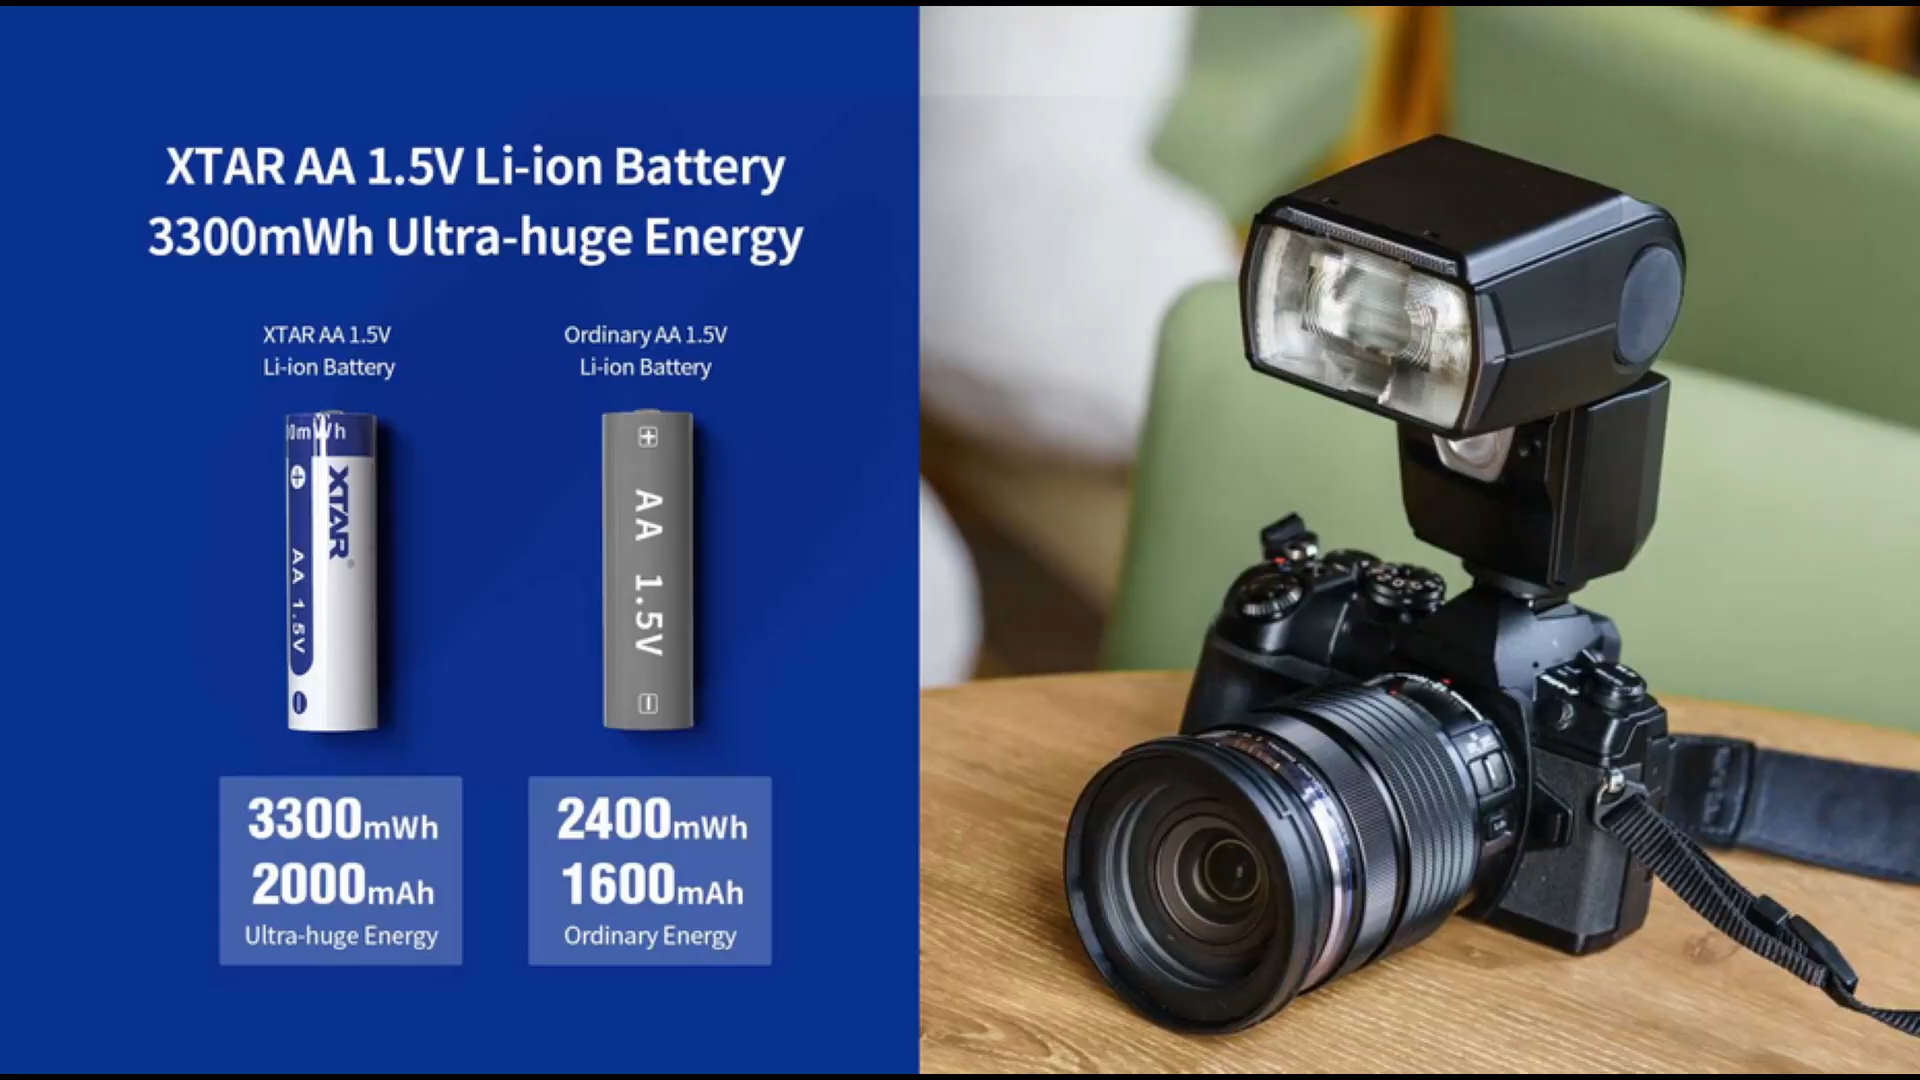 XTAR AA 1.5V Li-ion Battery
3300mWh Ultra-huge Energy
XTAR AA 1.5V
Li-ion Battery
Ordinary AA 1.5V
Li-ion Battery
XTAR®
AA 1.5V
AA 1.5V
3300mWh
2000mAh
Ultra-huge Energy
2400mWh
1600mAh
Ordinary Energy